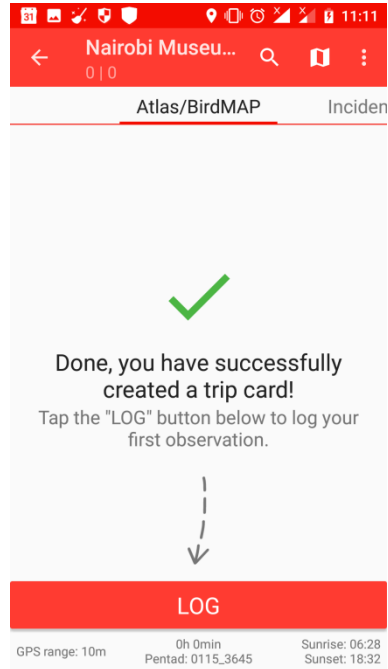 31 11:11
Nairobi Museu...
0 | 0
Atlas/BirdMAP Inciden
Done, you have successfully
created a trip card!
Tap the "LOG" button below to log your
first observation.
LOG
GPS range: 10m 0h 0min Sunrise: 06:28
Pentad: 0115_3645 Sunset: 18:32